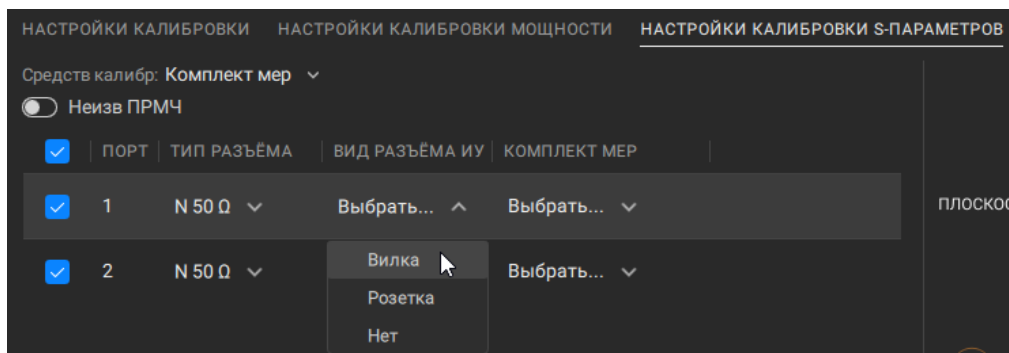 НАСТРОЙКИ КАЛИБРОВКИ НАСТРОЙКИ КАЛИБРОВКИ МОЩНОСТИ НАСТРОЙКИ КАЛИБРОВКИ S-ПАРАМЕТРОВ
Средств калибр: Комплект мер
Неизв ПРМЧ
ПОРТ ТИП РАЗЪЁМА ВИД РАЗЪЁМА ИУ КОМПЛЕКТ МЕР
1 N 50 Ω Выбрать... Выбрать... ПЛОСКОС
Вилка
2 N 50 Ω Выбрать...
Розетка
Нет